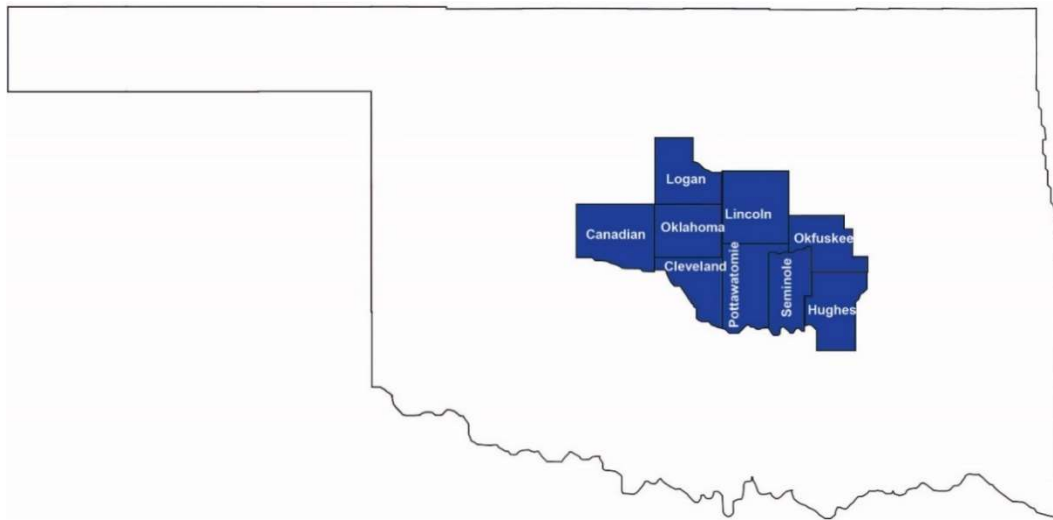 Logan
Lincoln
Canadian
Oklahoma
Okfuskee
Cleveland
Pottawatomie
Seminole
Hughes